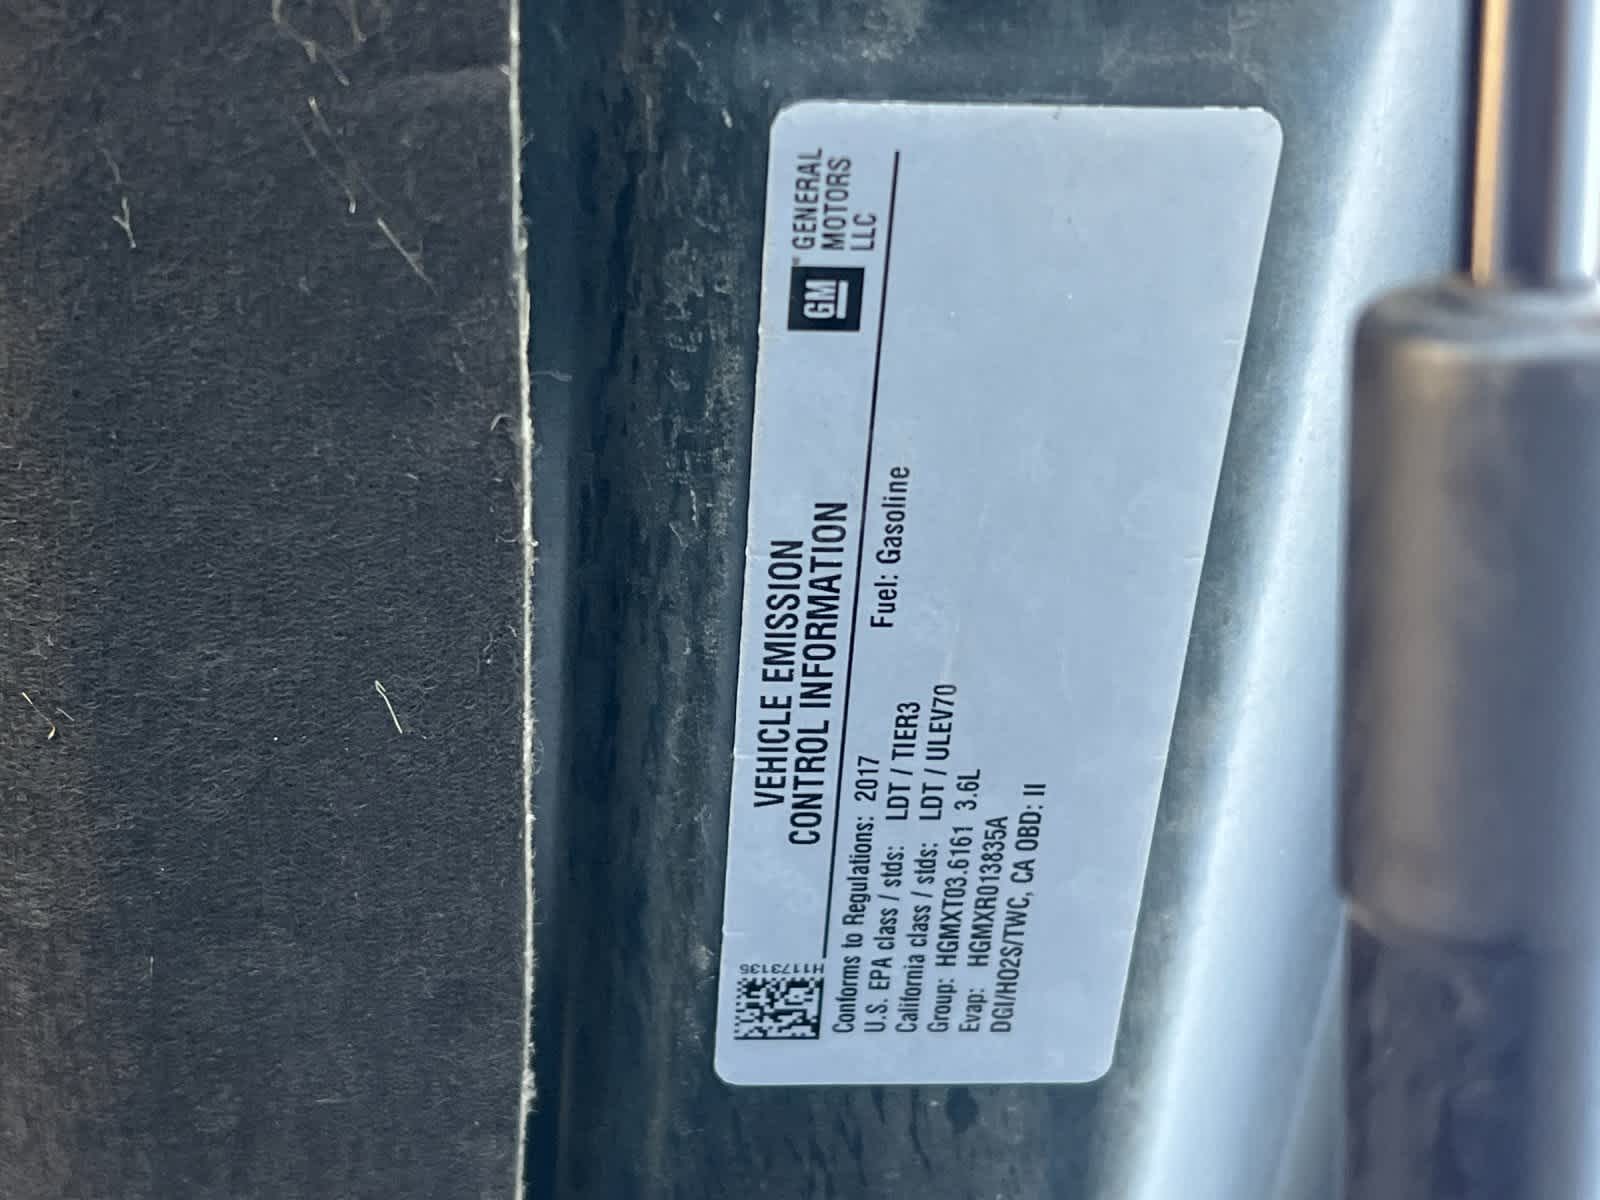 VEHICLE EMISSION
CONTROL INFORMATION
GM
GENERAL
MOTORS
LLC
H1173135
Conforms to Regulations: 2017
Fuel: Gasoline
U.S. EPA class / stds: LDT / TIER3
California class / stds: LDT / ULEV70
Group: HGMXT03.6161 3.6L
Evap: HGMXR013835A
DGI/HO2S/TWC, CA OBD: II